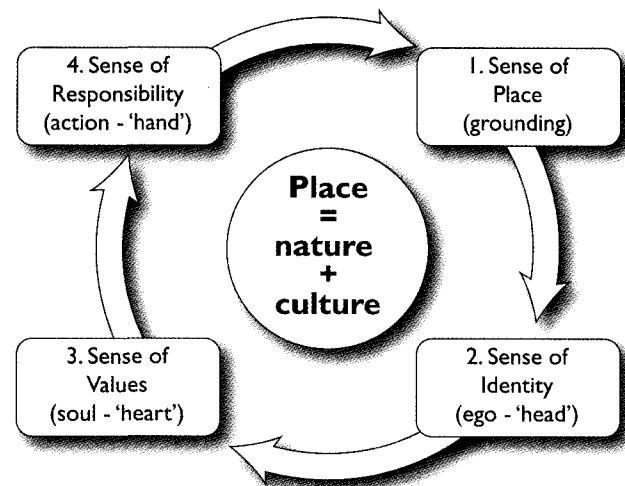 4. Sense of
Responsibility
(action - ‘hand’)
1. Sense of
Place
(grounding)
Place
=
nature
+
culture
3. Sense of
Values
(soul - ‘heart’)
2. Sense of
Identity
(ego - ‘head’)